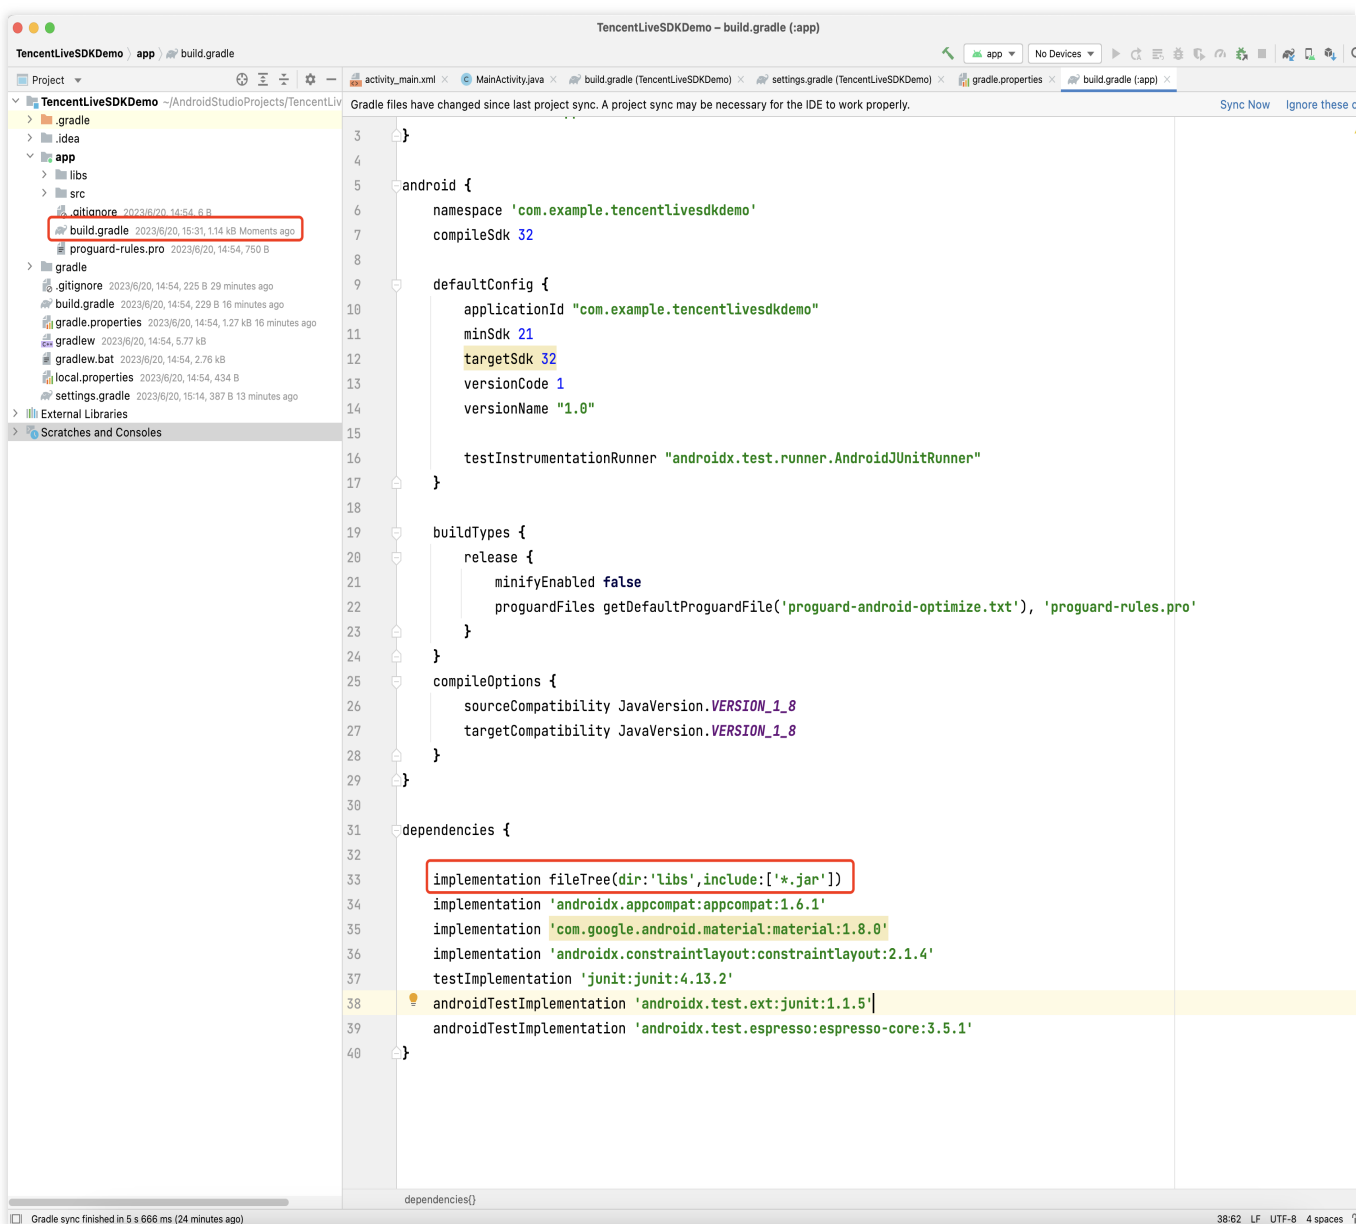 TencentLiveSDKDemo – build.gradle (:app)
TencentLiveSDKDemo app build.gradle
app No Devices
Project
activity_main.xml MainActivity.java build.gradle (TencentLiveSDKDemo) settings.gradle (TencentLiveSDKDemo) gradle.properties build.gradle (:app)
Gradle files have changed since last project sync. A project sync may be necessary for the IDE to work properly. Sync Now Ignore these
TencentLiveSDKDemo ~/AndroidStudioProjects/TencentLiv
.gradle
.idea
app
libs
src
.gitignore 2023/6/20, 14:54, 6 B
build.gradle 2023/6/20, 15:31, 1.14 kB Moments ago
proguard-rules.pro 2023/6/20, 14:54, 750 B
gradle
.gitignore 2023/6/20, 14:54, 225 B 29 minutes ago
build.gradle 2023/6/20, 14:54, 229 B 16 minutes ago
gradle.properties 2023/6/20, 14:54, 1.27 kB 16 minutes ago
gradlew 2023/6/20, 14:54, 5.77 kB
gradlew.bat 2023/6/20, 14:54, 2.76 kB
local.properties 2023/6/20, 14:54, 434 B
settings.gradle 2023/6/20, 15:14, 387 B 13 minutes ago
External Libraries
Scratches and Consoles
3 }
4
5 android {
6 namespace 'com.example.tencentlivesdkdemo'
7 compileSdk 32
8
9 defaultConfig {
10 applicationId "com.example.tencentlivesdkdemo"
11 minSdk 21
12 targetSdk 32
13 versionCode 1
14 versionName "1.0"
15
16 testInstrumentationRunner "androidx.test.runner.AndroidJUnitRunner"
17 }
18
19 buildTypes {
20 release {
21 minifyEnabled false
22 proguardFiles getDefaultProguardFile('proguard-android-optimize.txt'), 'proguard-rules.pro'
23 }
24 }
25 compileOptions {
26 sourceCompatibility JavaVersion.VERSION_1_8
27 targetCompatibility JavaVersion.VERSION_1_8
28 }
29 }
30
31 dependencies {
32
33 implementation fileTree(dir:'libs',include:['*.jar'])
34 implementation 'androidx.appcompat:appcompat:1.6.1'
35 implementation 'com.google.android.material:material:1.8.0'
36 implementation 'androidx.constraintlayout:constraintlayout:2.1.4'
37 testImplementation 'junit:junit:4.13.2'
38 androidTestImplementation 'androidx.test.ext:junit:1.1.5'
39 androidTestImplementation 'androidx.test.espresso:espresso-core:3.5.1'
40 }
dependencies{}
Gradle sync finished in 5 s 666 ms (24 minutes ago) 38:62 LF UTF-8 4 spaces